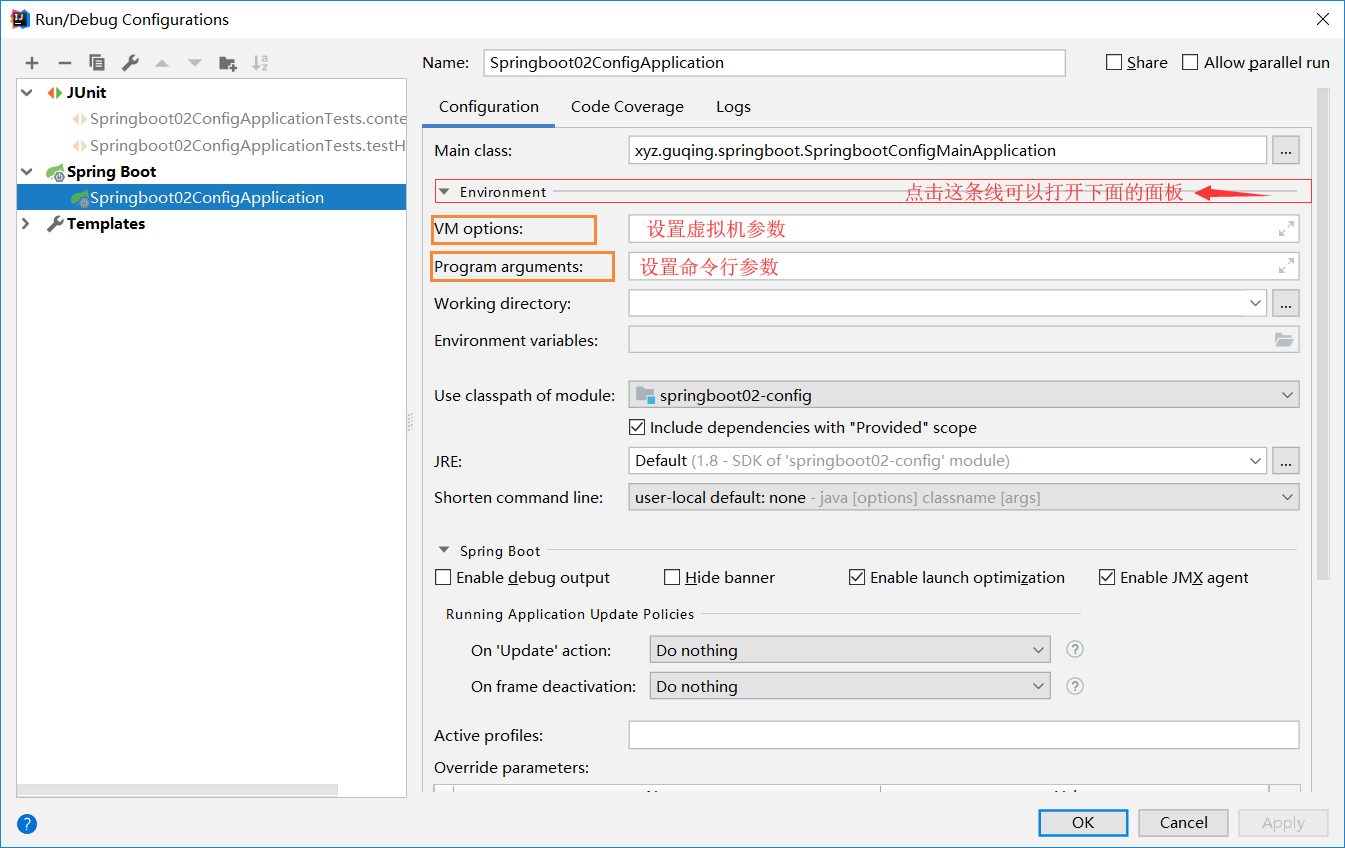 Run/Debug Configurations
Name: Springboot02ConfigApplication Share Allow parallel run
JUnit
Springboot02ConfigApplicationTests.conte
Springboot02ConfigApplicationTests.testH
Spring Boot
Springboot02ConfigApplication
Templates
Configuration Code Coverage Logs
Main class: xyz.guqing.springboot.SpringbootConfigMainApplication ...
Environment 点击这条线可以打开下面的面板
VM options: 设置虚拟机参数
Program arguments: 设置命令行参数
Working directory: ...
Environment variables:
Use classpath of module: springboot02-config
Include dependencies with "Provided" scope
JRE: Default (1.8 - SDK of 'springboot02-config' module) ...
Shorten command line: user-local default: none - java [options] classname [args]
Spring Boot
Enable debug output Hide banner Enable launch optimization Enable JMX agent
Running Application Update Policies
On 'Update' action: Do nothing ?
On frame deactivation: Do nothing ?
Active profiles:
Override parameters:
? OK Cancel Apply